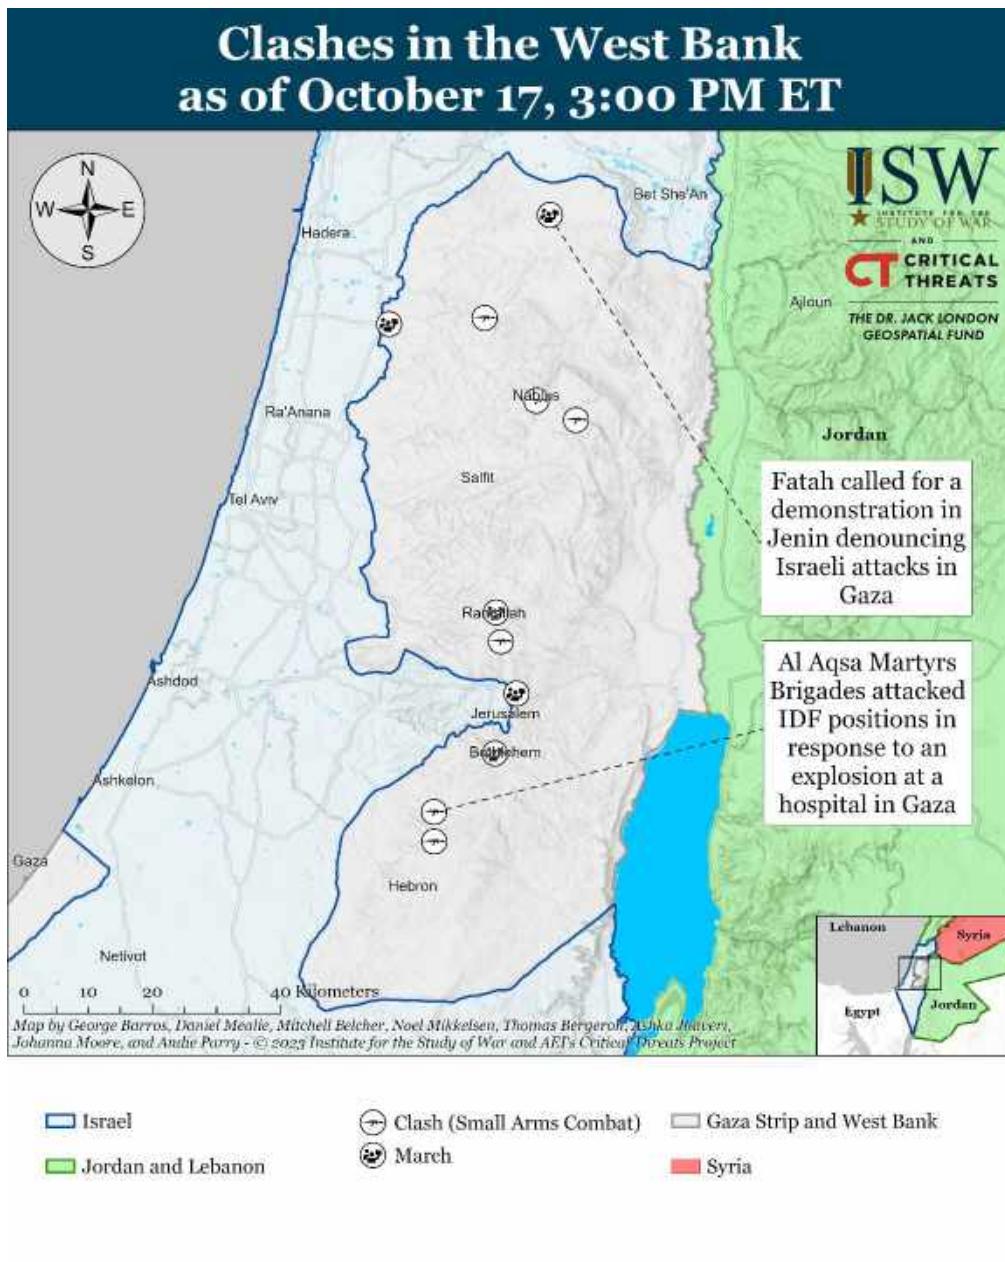 Clashes in the West Bank
as of October 17, 3:00 PM ET
N
W
E
S
ISW
INSTITUTE FOR THE
STUDY OF WAR
AND
CT CRITICAL
THREATS
THE DR. JACK LONDON
GEOSPATIAL FUND
Bet She'An
Hadera
Ajloun
Nablus
Ra'Anana
Jordan
Salfit
Tel Aviv
Fatah called for a
demonstration in
Jenin denouncing
Israeli attacks in
Gaza
Ramallah
Ashdod
Jerusalem
Bethlehem
Al Aqsa Martyrs
Brigades attacked
IDF positions in
response to an
explosion at a
hospital in Gaza
Ashkelon
Gaza
Hebron
Netivot
Lebanon
Syria
Egypt
Jordan
0 10 20 40 Kilometers
Map by George Barros, Daniel Mealie, Mitchell Belcher, Noel Mikkelsen, Thomas Bergeron, Ashka Jhaveri,
Johanna Moore, and Andie Parry - © 2023 Institute for the Study of War and AEI's Critical Threats Project
Israel
Clash (Small Arms Combat)
Gaza Strip and West Bank
March
Jordan and Lebanon
Syria